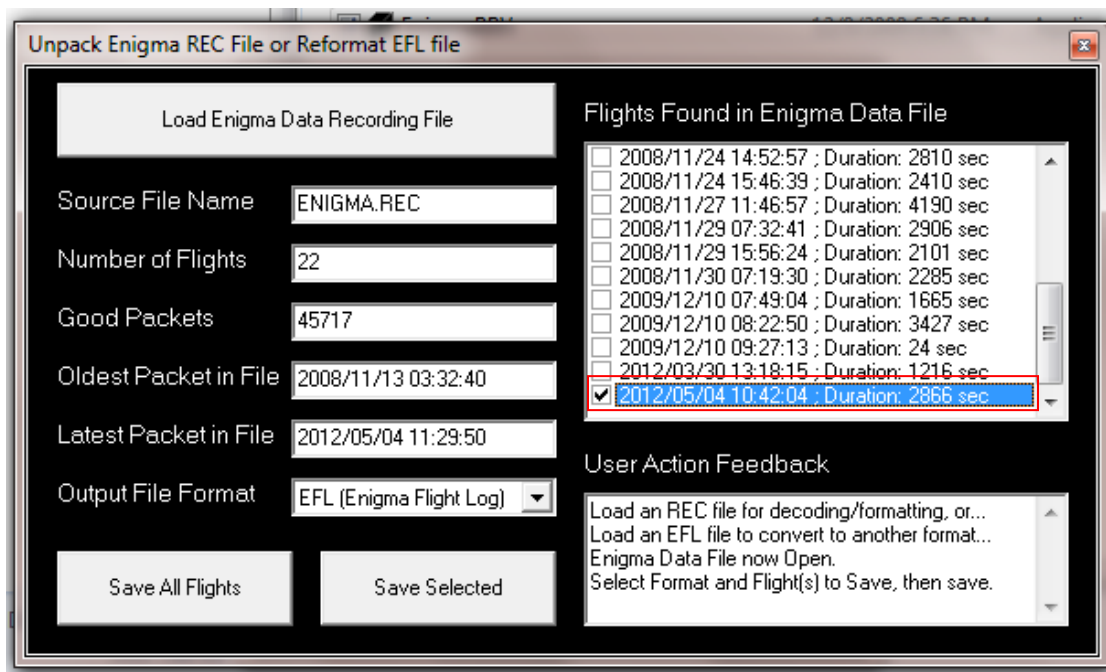 Unpack Enigma REC File or Reformat EFL file
Load Enigma Data Recording File
Source File Name
ENIGMA.REC
Number of Flights
22
Good Packets
45717
Oldest Packet in File
2008/11/13 03:32:40
Latest Packet in File
2012/05/04 11:29:50
Output File Format
EFL (Enigma Flight Log)
Save All Flights
Save Selected
Flights Found in Enigma Data File
2008/11/24 14:52:57 ; Duration: 2810 sec
2008/11/24 15:46:39 ; Duration: 2410 sec
2008/11/27 11:46:57 ; Duration: 4190 sec
2008/11/29 07:32:41 ; Duration: 2906 sec
2008/11/29 15:56:24 ; Duration: 2101 sec
2008/11/30 07:19:30 ; Duration: 2285 sec
2009/12/10 07:49:04 ; Duration: 1665 sec
2009/12/10 08:22:50 ; Duration: 3427 sec
2009/12/10 09:27:13 ; Duration: 24 sec
2012/03/30 13:18:15 ; Duration: 1216 sec
2012/05/04 10:42:04 ; Duration: 2866 sec
User Action Feedback
Load an REC file for decoding/formatting, or...
Load an EFL file to convert to another format...
Enigma Data File now Open.
Select Format and Flight(s) to Save, then save.